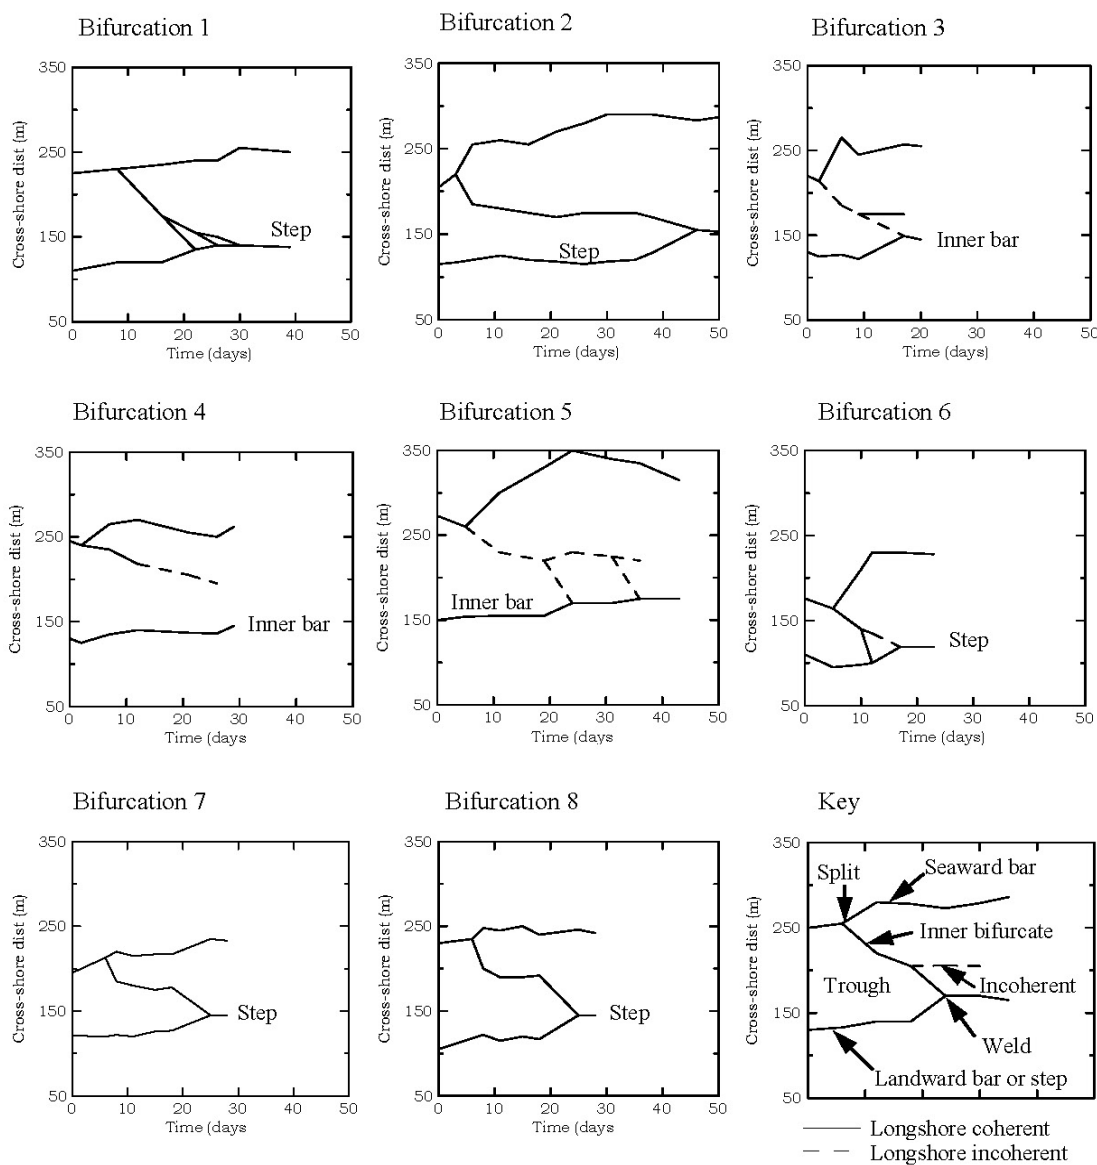 Bifurcation 1
350
250
150
50
Cross-shore dist (m)
Step
0 10 20 30 40 50
Time (days)
Bifurcation 2
350
250
150
50
Cross-shore dist (m)
Step
0 10 20 30 40 50
Time (days)
Bifurcation 3
350
250
150
50
Cross-shore dist (m)
Inner bar
0 10 20 30 40 50
Time (days)
Bifurcation 4
350
250
150
50
Cross-shore dist (m)
Inner bar
0 10 20 30 40 50
Time (days
Bifurcation 5
350
250
150
50
Cross-shore dist (m)
Inner bar
0 10 20 30 40 50
Time (days
Bifurcation 6
350
250
150
50
Cross-shore dist (m)
Step
0 10 20 30 40 50
Time (days)
Bifurcation 7
350
250
150
50
Cross-shore dist (m)
Step
0 10 20 30 40 50
Time (days
Bifurcation 8
350
250
150
50
Cross-shore dist (m)
Step
0 10 20 30 40 50
Time (days
Key
350
250
150
50
Cross-shore dist (m)
Split
Seaward bar
Inner bifurcate
Trough
Incoherent
Weld
Landward bar or step
Longshore coherent
Longshore incoherent